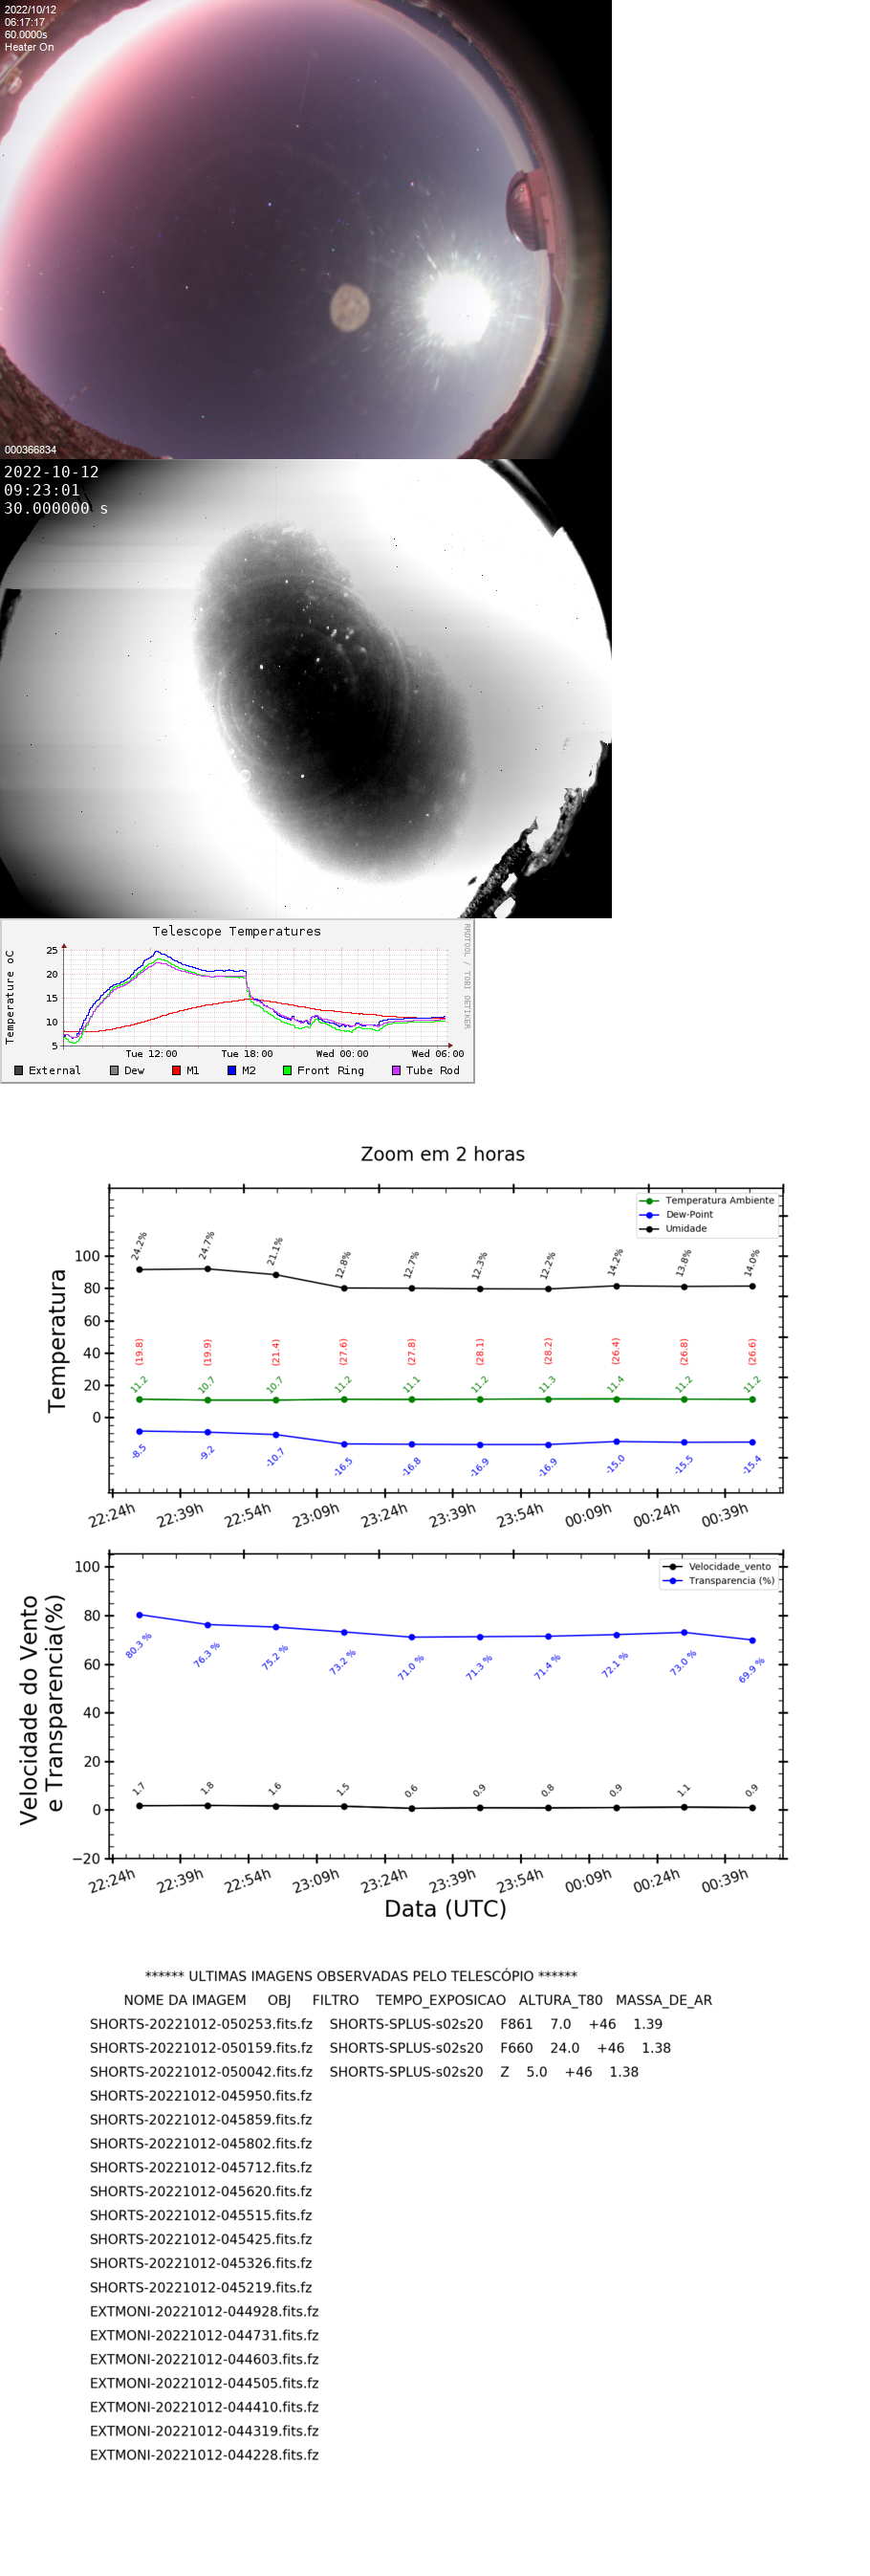 2022/10/12
06:17:17
60.0000s
Heater On
000366834
2022-10-12
09:23:01
30.000000 s
Telescope Temperatures
RRDTOOL / TOBI OETIKER
Temperature oC
25
20
15
10
5
Tue 12:00 Tue 18:00 Wed 00:00 Wed 06:00
External Dew M1 M2 Front Ring Tube Rod
Zoom em 2 horas
Temperatura Ambiente
Dew-Point
Umidade
Temperatura
100
80
60
40
20
0
24.2% 24.7% 21.1% 12.8% 12.7% 12.3% 12.2% 14.2% 13.8% 14.0%
(19.8) (19.9) (21.4) (27.6) (27.8) (28.1) (28.2) (26.4) (26.8) (26.6)
11.2 10.7 10.7 11.2 11.1 11.2 11.3 11.4 11.2 11.2
-8.5 -9.2 -10.7 -16.5 -16.8 -16.9 -16.9 -15.0 -15.5 -15.4
22:24h 22:39h 22:54h 23:09h 23:24h 23:39h 23:54h 00:09h 00:24h 00:39h
Velocidade_vento
Transparencia (%)
Velocidade do Vento
e Transparencia(%)
100
80
60
40
20
0
−20
80.3 % 76.3 % 75.2 % 73.2 % 71.0 % 71.3 % 71.4 % 72.1 % 73.0 % 69.9 %
1.7 1.8 1.6 1.5 0.6 0.9 0.8 0.9 1.1 0.9
22:24h 22:39h 22:54h 23:09h 23:24h 23:39h 23:54h 00:09h 00:24h 00:39h
Data (UTC)
****** ULTIMAS IMAGENS OBSERVADAS PELO TELESCÓPIO ******
NOME DA IMAGEM OBJ FILTRO TEMPO_EXPOSICAO ALTURA_T80 MASSA_DE_AR
SHORTS-20221012-050253.fits.fz SHORTS-SPLUS-s02s20 F861 7.0 +46 1.39
SHORTS-20221012-050159.fits.fz SHORTS-SPLUS-s02s20 F660 24.0 +46 1.38
SHORTS-20221012-050042.fits.fz SHORTS-SPLUS-s02s20 Z 5.0 +46 1.38
SHORTS-20221012-045950.fits.fz
SHORTS-20221012-045859.fits.fz
SHORTS-20221012-045802.fits.fz
SHORTS-20221012-045712.fits.fz
SHORTS-20221012-045620.fits.fz
SHORTS-20221012-045515.fits.fz
SHORTS-20221012-045425.fits.fz
SHORTS-20221012-045326.fits.fz
SHORTS-20221012-045219.fits.fz
EXTMONI-20221012-044928.fits.fz
EXTMONI-20221012-044731.fits.fz
EXTMONI-20221012-044603.fits.fz
EXTMONI-20221012-044505.fits.fz
EXTMONI-20221012-044410.fits.fz
EXTMONI-20221012-044319.fits.fz
EXTMONI-20221012-044228.fits.fz